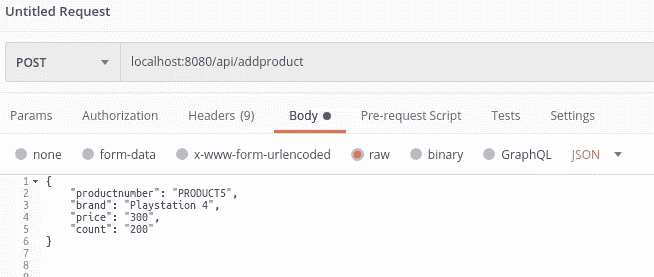 Untitled Request
POST localhost:8080/api/addproduct
Params Authorization Headers (9) Body Pre-request Script Tests Settings
none form-data x-www-form-urlencoded raw binary GraphQL JSON
1 {
2 "productnumber": "PRODUCT5",
3 "brand": "Playstation 4",
4 "price": "300",
5 "count": "200"
6 }
7
8
9